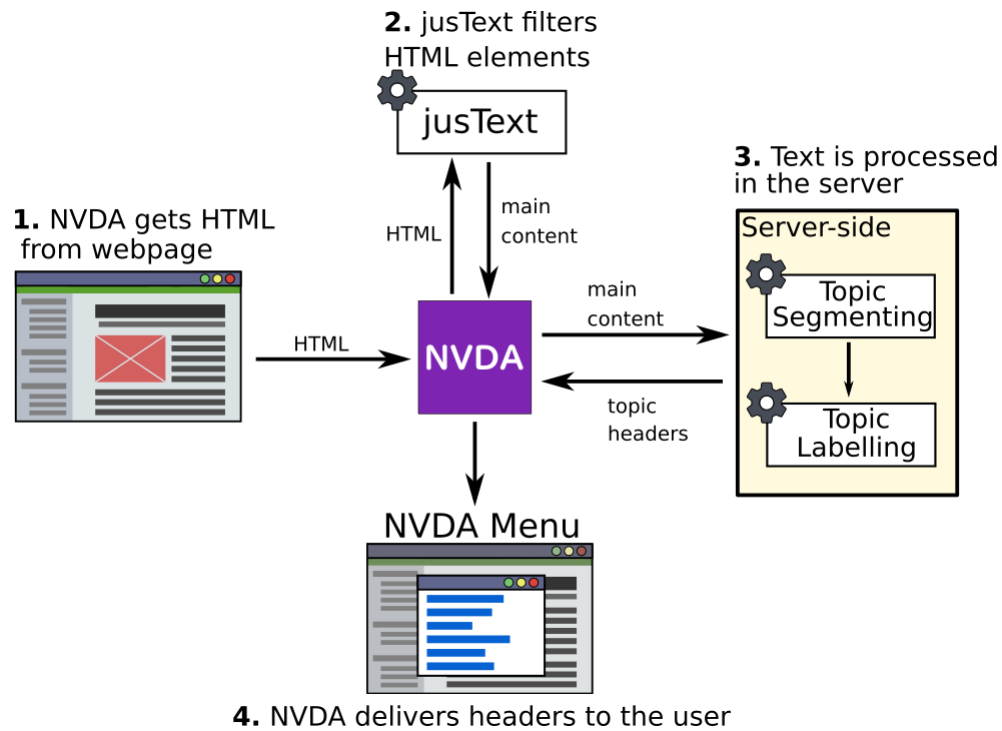 2. jusText filters
HTML elements
jusText
3. Text is processed
in the server
1. NVDA gets HTML
from webpage
HTML
main
content
Server-side
Topic
Segmenting
main
content
HTML
NVDA
topic
headers
Topic
Labelling
NVDA Menu
4. NVDA delivers headers to the user